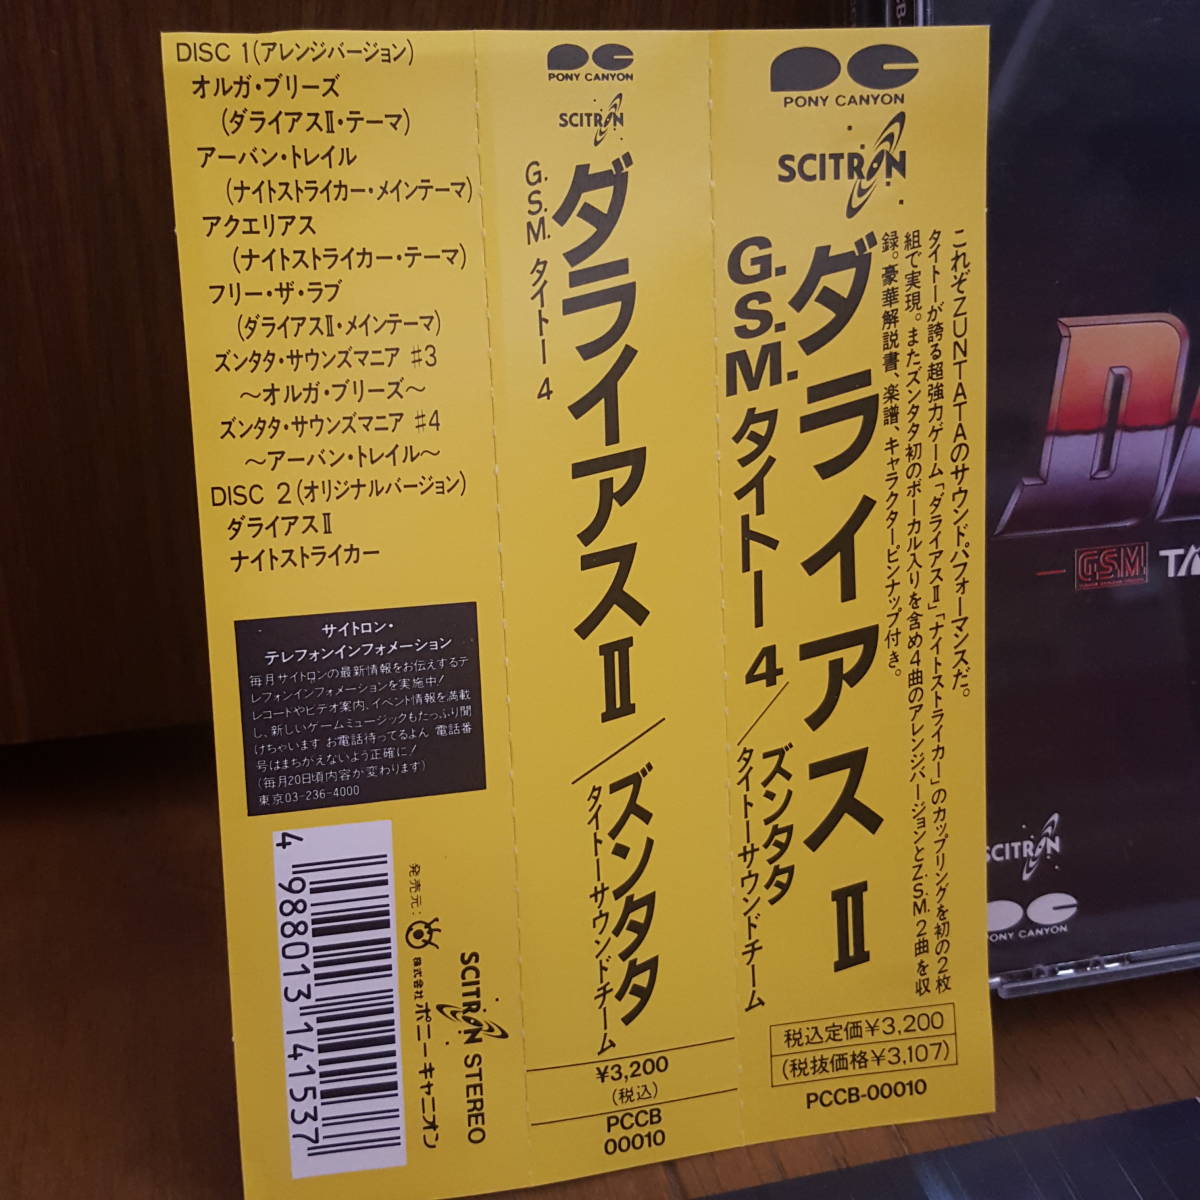 DISC 1(アレンジバージョン)
オルガ・ブリーズ
(ダライアスⅡ・テーマ)
アーバン・トレイル
(ナイトストライカー・メインテーマ)
アクエリアス
(ナイトストライカー・テーマ)
フリー・ザ・ラブ
(ダライアスⅡ・メインテーマ)
ズンタタ・サウンズマニア #3
～オルガ・ブリーズ～
ズンタタ・サウンズマニア #4
～アーバン・トレイル～
DISC 2(オリジナルバージョン)
ダライアスⅡ
ナイトストライカー
サイトロン・
テレフォンインフォメーション
毎月サイトロンの最新情報をお伝えするテ
レフォンインフォメーションを実施中!
レコードやビデオ案内、イベント情報を満載
し、新しいゲームミュージックもたっぷり聞
けちゃいます お電話待ってるよん 電話番
号はまちがえないよう正確に!
(毎月20日頃内容が変わります)
東京03-236-4000
4 988013 141537
発売元:
株式会社 ポニーキャニオン
SCITRON STEREO
PC
PONY CANYON
SCITRON
G.S.M. タイトー 4
ダライアスⅡ/ズンタタ
タイトーサウンドチーム
¥3,200
(税込)
PCCB
00010
PC
PONY CANYON
SCITRON
G.S.M.タイトー 4/ズンタタ
タイトーサウンドチーム
ダライアスⅡ
これぞZUNTATAのサウンドパフォーマンスだ。
タイトーが誇る超強力ゲーム「ダライアスⅡ」「ナイトストライカー」のカップリングを初の2枚
組で実現。またズンタタ初のボーカル入りを含め4曲のアレンジバージョンとZ.S.M.2曲を収
録。豪華解説書、楽譜、キャラクターピンナップ付き。
税込定価¥3,200
(税抜価格¥3,107)
PCCB-00010
GSM TA
SCITRON
PC
PONY CANYON